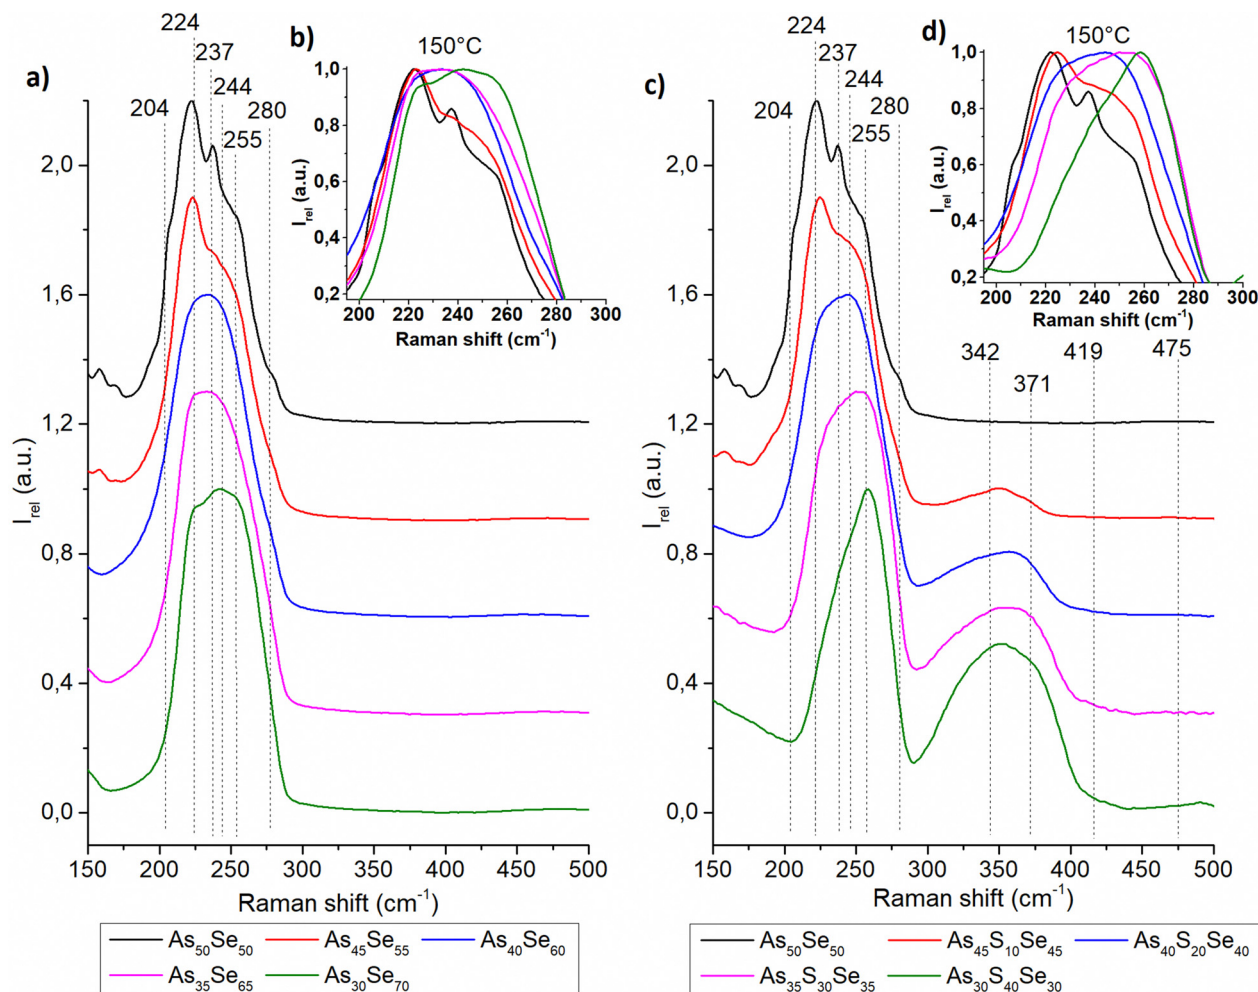 a)
224
237
244
204
255
280
2,0
1,6
1,2
0,8
0,4
0,0
I_rel (a.u.)
150 200 250 300 350 400 450 500
Raman shift (cm⁻¹)
b)
150°C
1,0
0,8
0,6
0,4
0,2
I_rel (a.u.)
200 220 240 260 280 300
Raman shift (cm⁻¹)
As₅₀Se₅₀ As₄₅Se₅₅ As₄₀Se₆₀
As₃₅Se₆₅ As₃₀Se₇₀
c)
224
237
244
204
280
255
342
371
419
475
2,0
1,6
1,2
0,8
0,4
0,0
I_rel (a.u.)
150 200 250 300 350 400 450 500
Raman shift (cm⁻¹)
d)
150°C
1,0
0,8
0,6
0,4
0,2
I_rel (a.u.)
200 220 240 260 280 300
Raman shift (cm⁻¹)
As₅₀Se₅₀ As₄₅S₁₀Se₄₅ As₄₀S₂₀Se₄₀
As₃₅S₃₀Se₃₅ As₃₀S₄₀Se₃₀